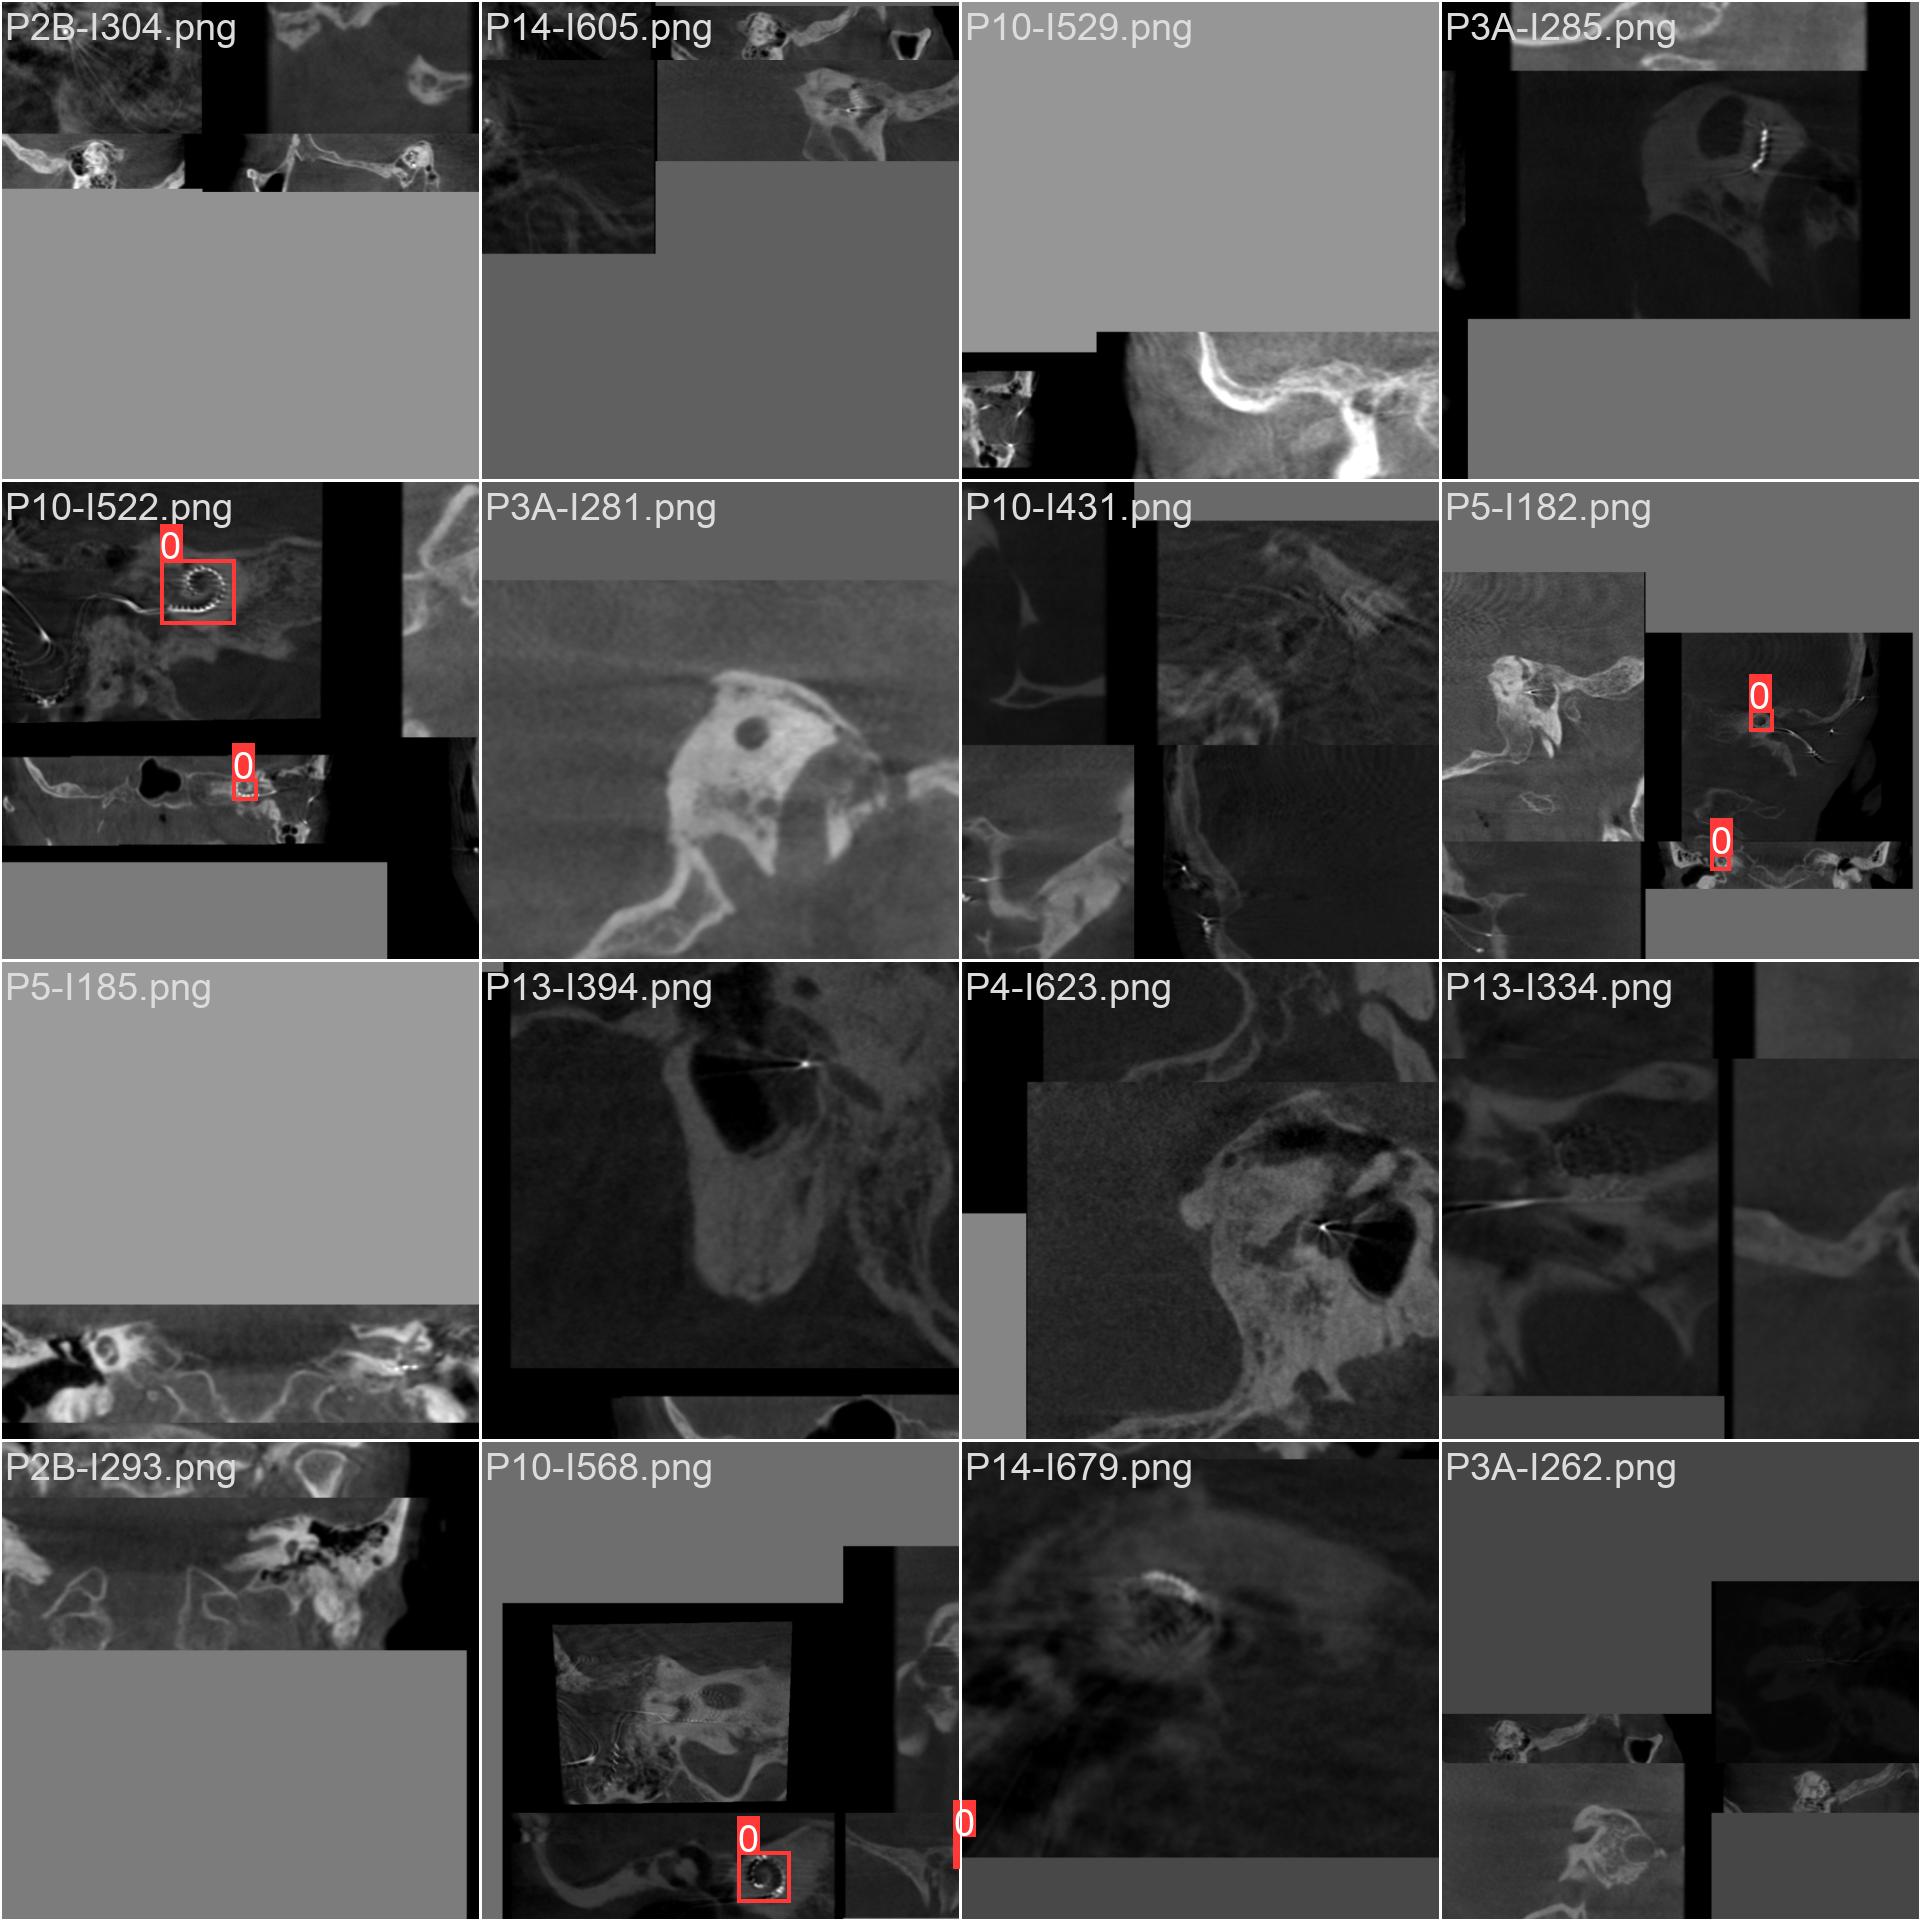 P2B-I304.png
P14-I605.png
P10-I529.png
P3A-I285.png
P10-I522.png
0
0
P3A-I281.png
P10-I431.png
P5-I182.png
0
0
P5-I185.png
P13-I394.png
P4-I623.png
P13-I334.png
P2B-I293.png
P10-I568.png
0
0
P14-I679.png
P3A-I262.png